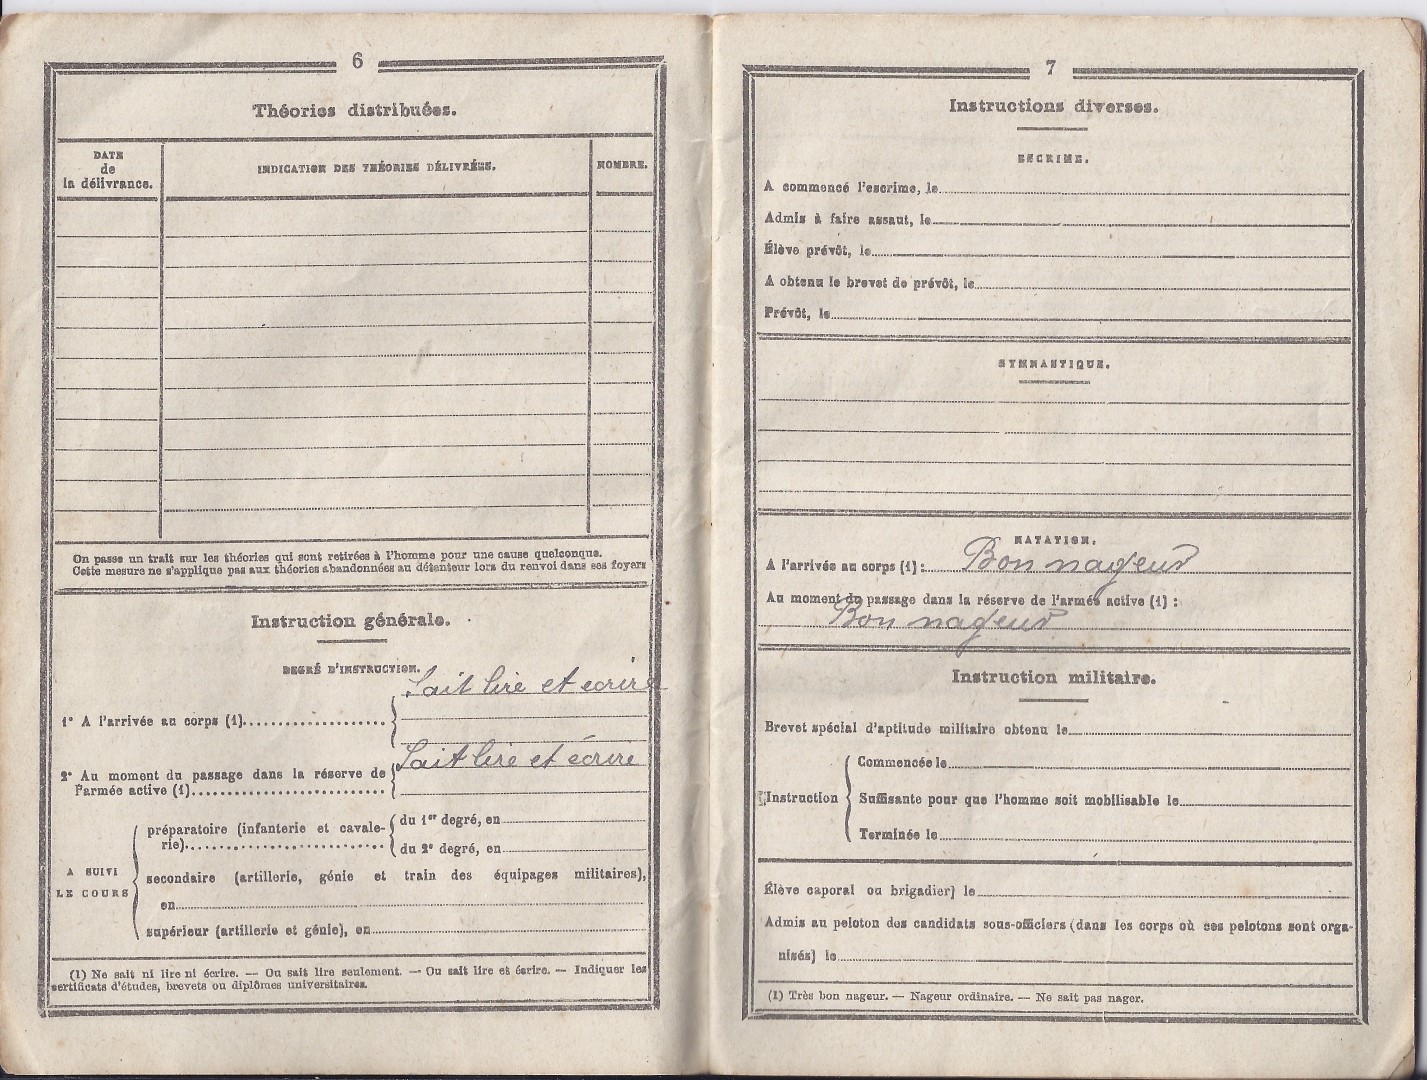 6
Théories distribuées.
DATE
de
la délivrance.
INDICATION DES THÉORIES DÉLIVRÉES.
NOMBRE.
On passe un trait sur les théories qui sont retirées à l'homme pour une cause quelconque.
Cette mesure ne s'applique pas aux théories abandonnées au détenteur lors du renvoi dans ses foyers
Instruction générale.
DEGRÉ D'INSTRUCTION.
Sait lire et ecrire
1° A l'arrivée au corps (1)....................
Sait lire et écrire
2° Au moment du passage dans la réserve de
l'armée active (1)...........................
A SUIVI
LE COURS
préparatoire (infanterie et cavale-
rie)............................
du 1er degré, en
du 2e degré, en
secondaire (artillerie, génie et train des équipages militaires),
en
supérieur (artillerie et génie), en
(1) Ne sait ni lire ni écrire. — Ou sait lire seulement. — Ou sait lire et écrire. — Indiquer les
certificats d'études, brevets ou diplômes universitaires.
7
Instructions diverses.
ESCRIME.
A commencé l'escrime, le
Admis à faire assaut, le
Élève prévôt, le
A obtenu le brevet de prévôt, le
Prévôt, le
GYMNASTIQUE.
NATATION.
A l'arrivée au corps (1) : Bon nageur
Au moment du passage dans la réserve de l'armée active (1) :
Bon nageur
Instruction militaire.
Brevet spécial d'aptitude militaire obtenu le
Instruction
Commencée le
Suffisante pour que l'homme soit mobilisable le
Terminée le
Élève caporal ou brigadier) le
Admis au peloton des candidats sous-officiers (dans les corps où ces pelotons sont orga-
nisés) le
(1) Très bon nageur. — Nageur ordinaire. — Ne sait pas nager.